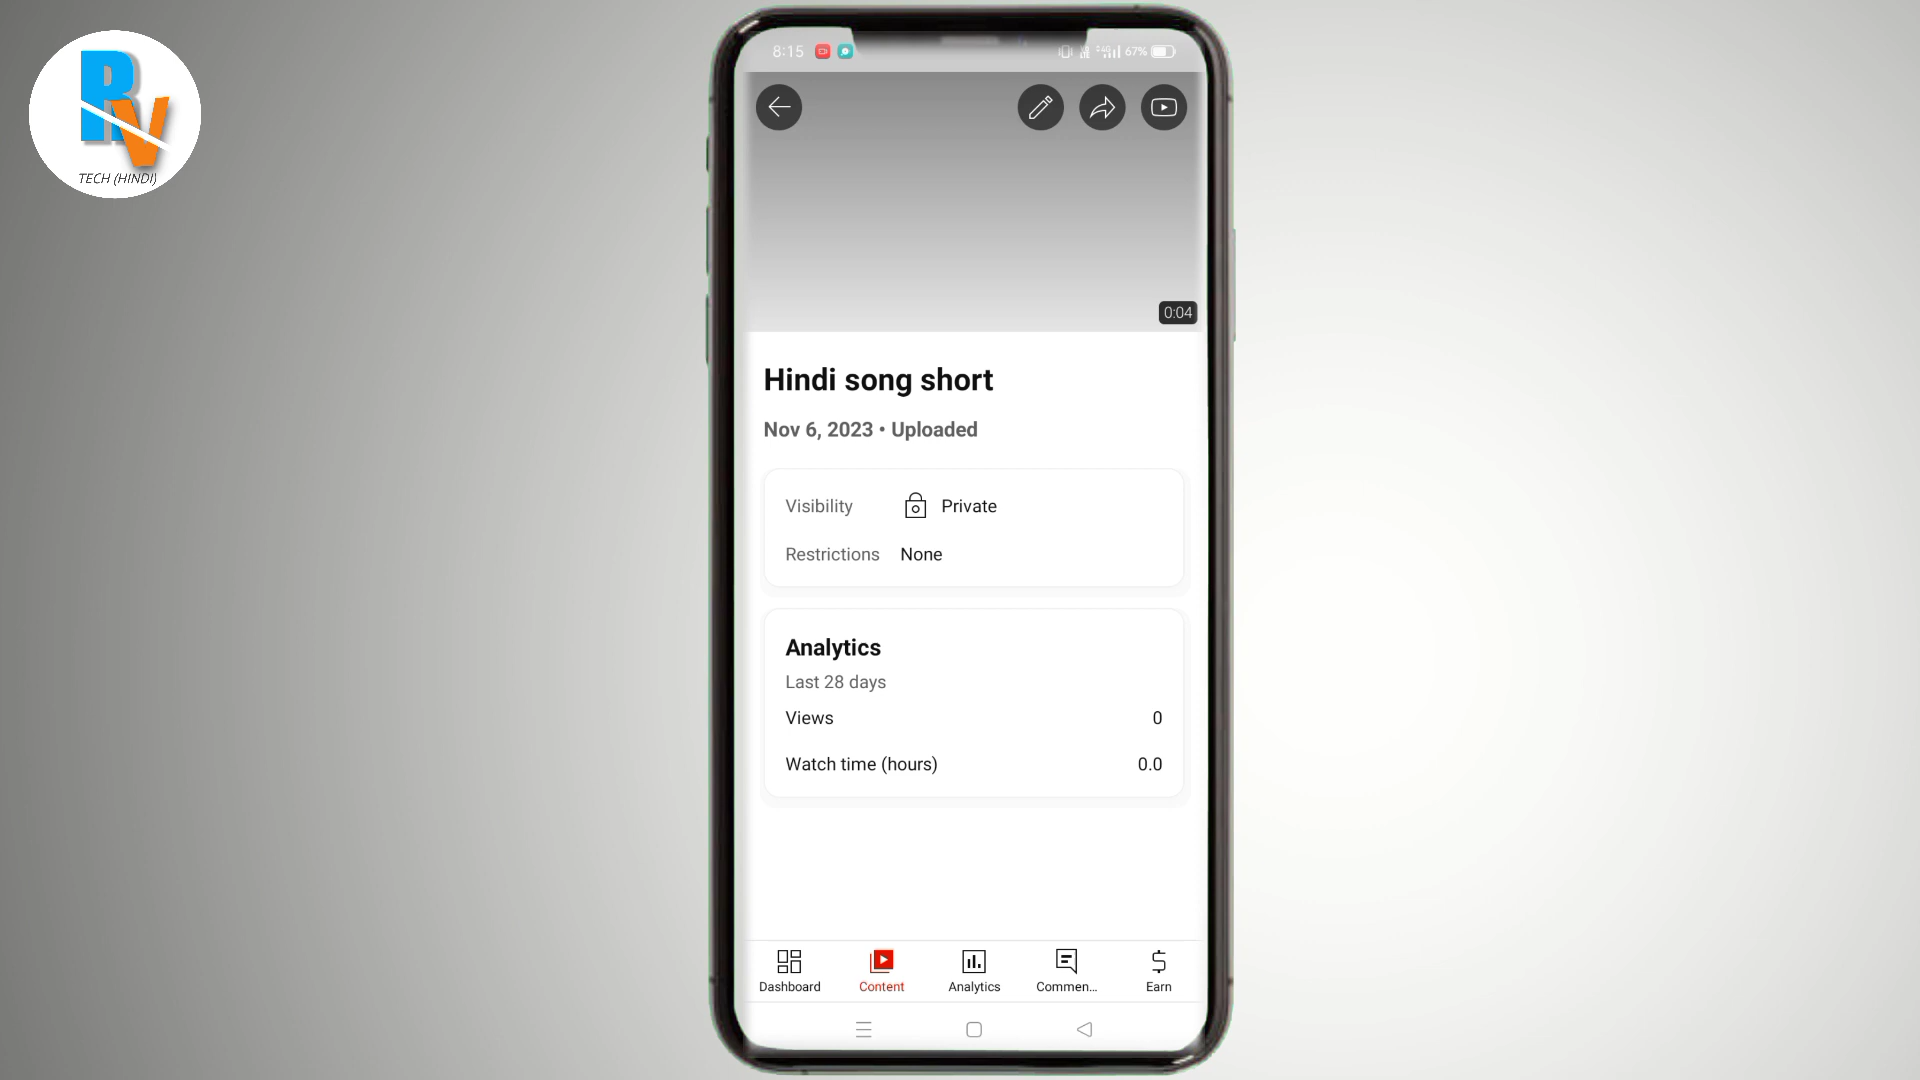 RV
TECH (HINDI)
8:15
67%
0:04
Hindi song short
Nov 6, 2023 • Uploaded
Visibility Private
Restrictions None
Analytics
Last 28 days
Views 0
Watch time (hours) 0.0
Dashboard Content Analytics Commen... Earn